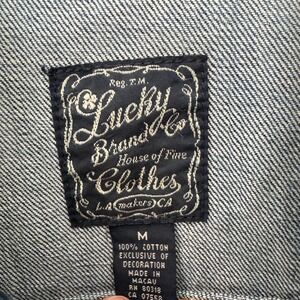 Reg. T.M.
Lucky
Brand & Co
House of Fine
Clothes
L.A (makers) CA
M
100% COTTON
EXCLUSIVE OF
DECORATION
MADE IN
MACAU
RN 80318
CA 07558